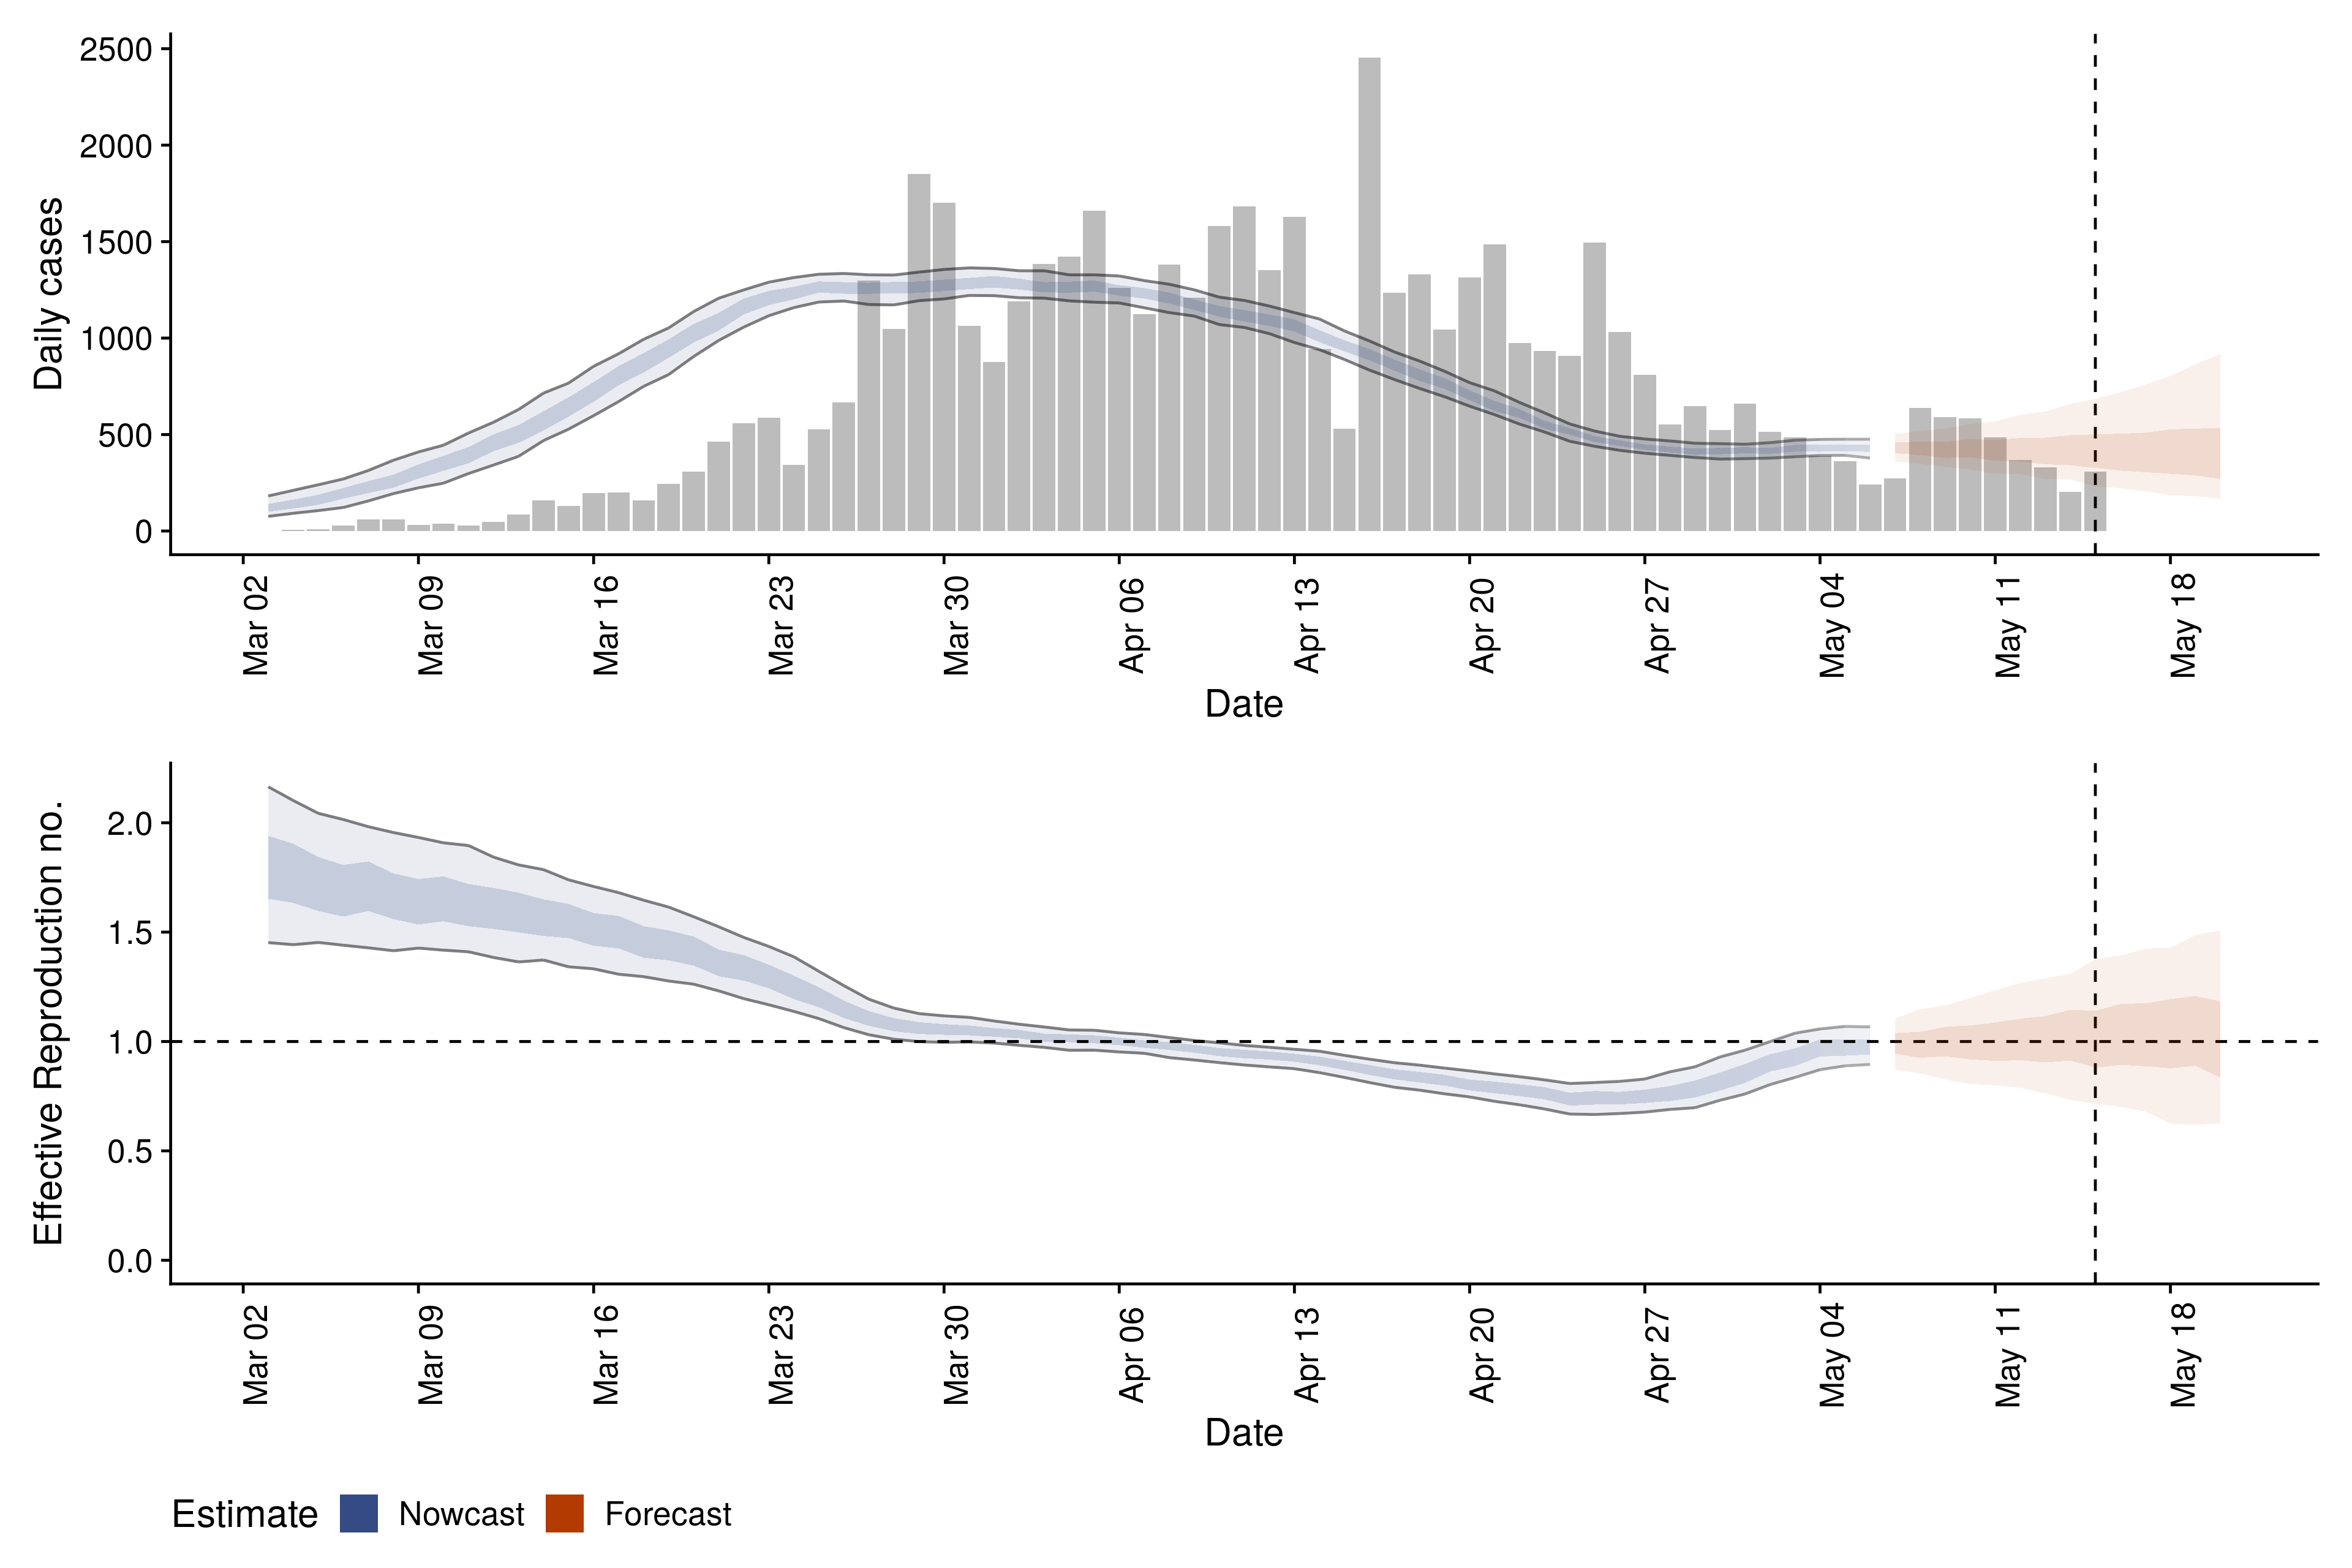 Daily cases
2500
2000
1500
1000
500
0
Mar 02 Mar 09 Mar 16 Mar 23 Mar 30 Apr 06 Apr 13 Apr 20 Apr 27 May 04 May 11 May 18
Date
Effective Reproduction no.
2.0
1.5
1.0
0.5
0.0
Mar 02 Mar 09 Mar 16 Mar 23 Mar 30 Apr 06 Apr 13 Apr 20 Apr 27 May 04 May 11 May 18
Date
Estimate Nowcast Forecast